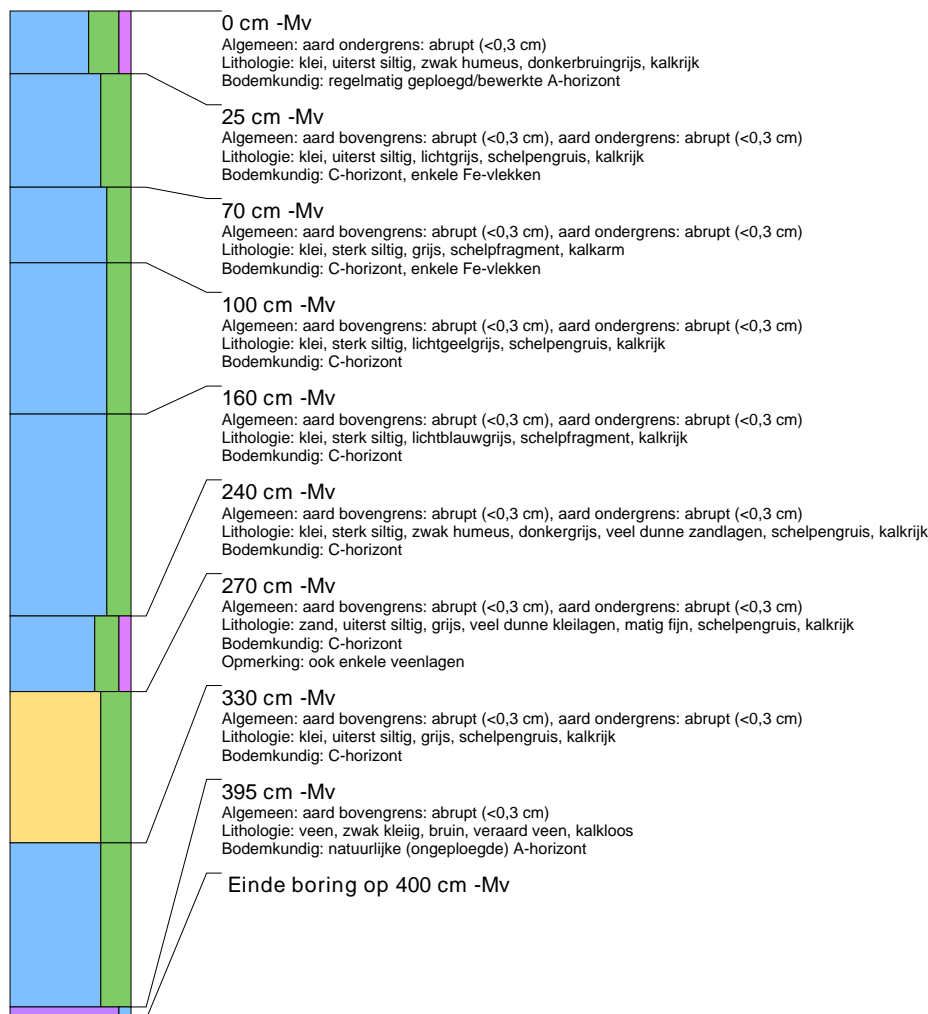 0 cm -Mv
Algemeen: aard ondergrens: abrupt (<0,3 cm)
Lithologie: klei, uiterst siltig, zwak humeus, donkerbruingrijs, kalkrijk
Bodemkundig: regelmatig geploegd/bewerkte A-horizont
25 cm -Mv
Algemeen: aard bovengrens: abrupt (<0,3 cm), aard ondergrens: abrupt (<0,3 cm)
Lithologie: klei, uiterst siltig, lichtgrijs, schelpengruis, kalkrijk
Bodemkundig: C-horizont, enkele Fe-vlekken
70 cm -Mv
Algemeen: aard bovengrens: abrupt (<0,3 cm), aard ondergrens: abrupt (<0,3 cm)
Lithologie: klei, sterk siltig, grijs, schelpfragment, kalkarm
Bodemkundig: C-horizont, enkele Fe-vlekken
100 cm -Mv
Algemeen: aard bovengrens: abrupt (<0,3 cm), aard ondergrens: abrupt (<0,3 cm)
Lithologie: klei, sterk siltig, lichtgeelgrijs, schelpengruis, kalkrijk
Bodemkundig: C-horizont
160 cm -Mv
Algemeen: aard bovengrens: abrupt (<0,3 cm), aard ondergrens: abrupt (<0,3 cm)
Lithologie: klei, sterk siltig, lichtblauwgrijs, schelpfragment, kalkrijk
Bodemkundig: C-horizont
240 cm -Mv
Algemeen: aard bovengrens: abrupt (<0,3 cm), aard ondergrens: abrupt (<0,3 cm)
Lithologie: klei, sterk siltig, zwak humeus, donkergrijs, veel dunne zandlagen, schelpengruis, kalkrijk
Bodemkundig: C-horizont
270 cm -Mv
Algemeen: aard bovengrens: abrupt (<0,3 cm), aard ondergrens: abrupt (<0,3 cm)
Lithologie: zand, uiterst siltig, grijs, veel dunne kleilagen, matig fijn, schelpengruis, kalkrijk
Bodemkundig: C-horizont
Opmerking: ook enkele veenlagen
330 cm -Mv
Algemeen: aard bovengrens: abrupt (<0,3 cm), aard ondergrens: abrupt (<0,3 cm)
Lithologie: klei, uiterst siltig, grijs, schelpengruis, kalkrijk
Bodemkundig: C-horizont
395 cm -Mv
Algemeen: aard bovengrens: abrupt (<0,3 cm)
Lithologie: veen, zwak kleiig, bruin, veraard veen, kalkloos
Bodemkundig: natuurlijke (ongeploegde) A-horizont
Einde boring op 400 cm -Mv